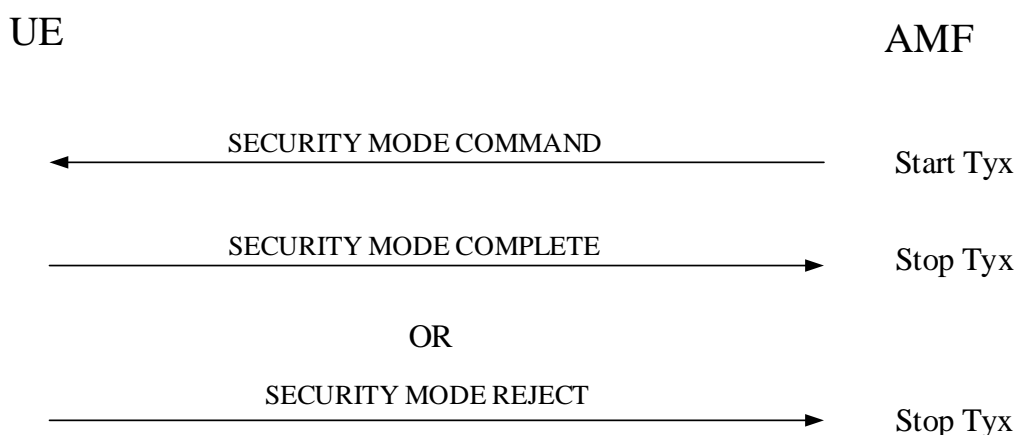 UE
AMF
SECURITY MODE COMMAND
Start Tyx
SECURITY MODE COMPLETE
Stop Tyx
OR
SECURITY MODE REJECT
Stop Tyx